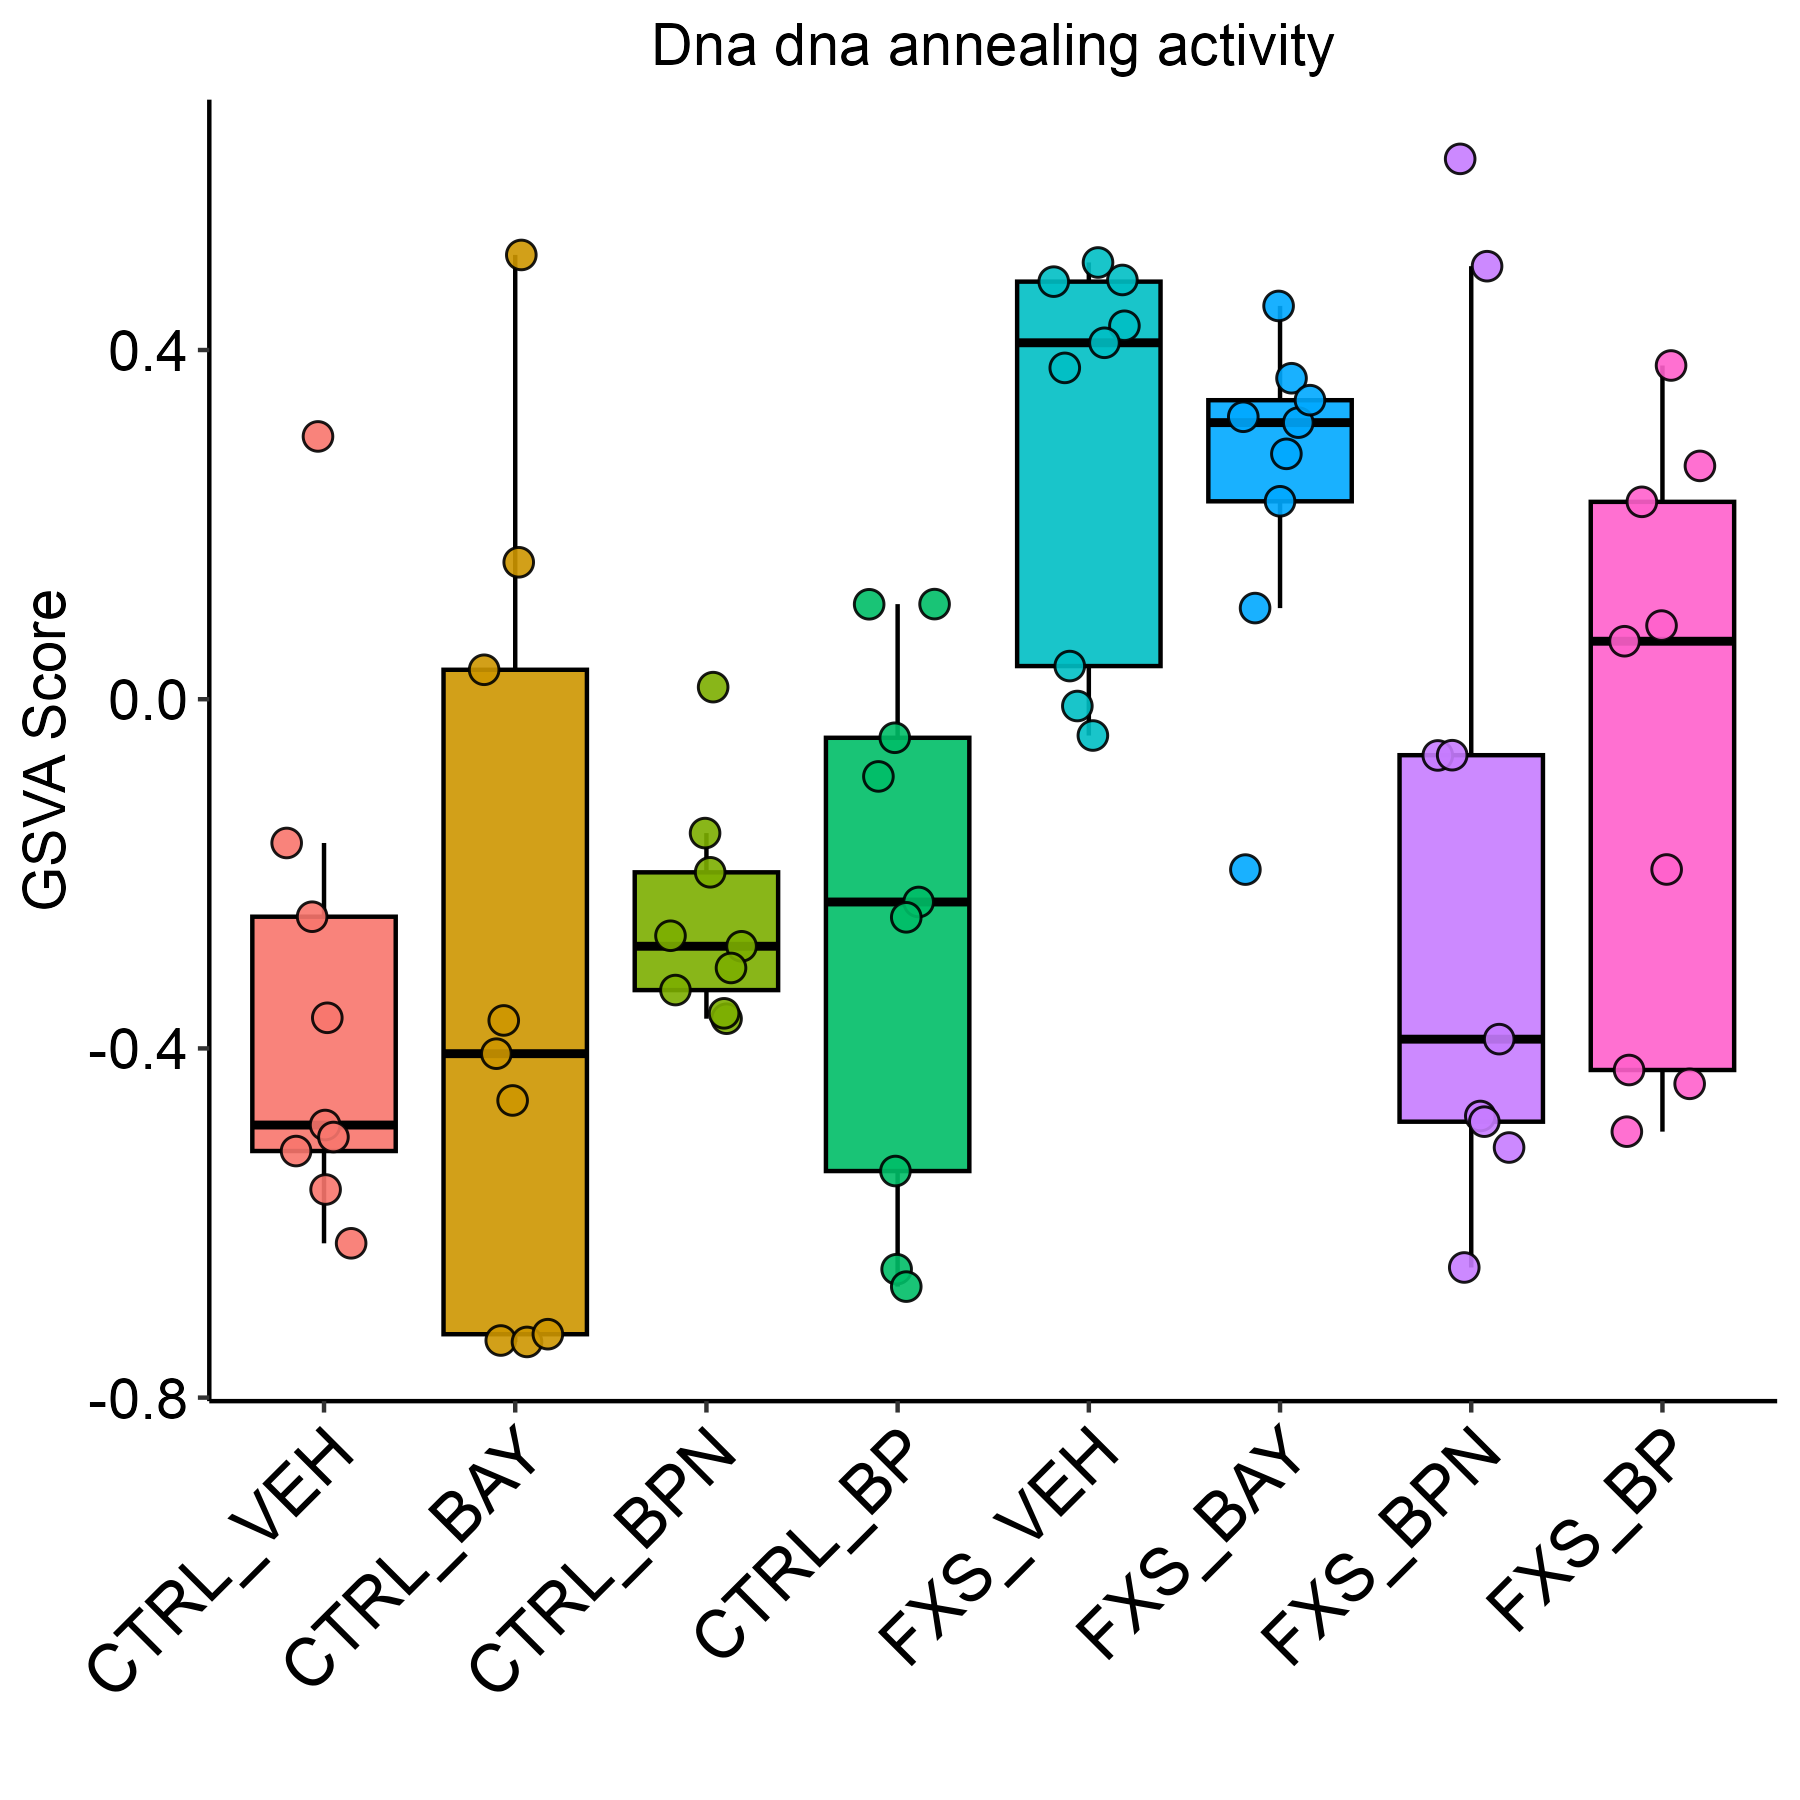 Dna dna annealing activity
GSVA Score
0.4
0.0
-0.4
-0.8
CTRL_VEH
CTRL_BAY
CTRL_BPN
CTRL_BP
FXS_VEH
FXS_BAY
FXS_BPN
FXS_BP